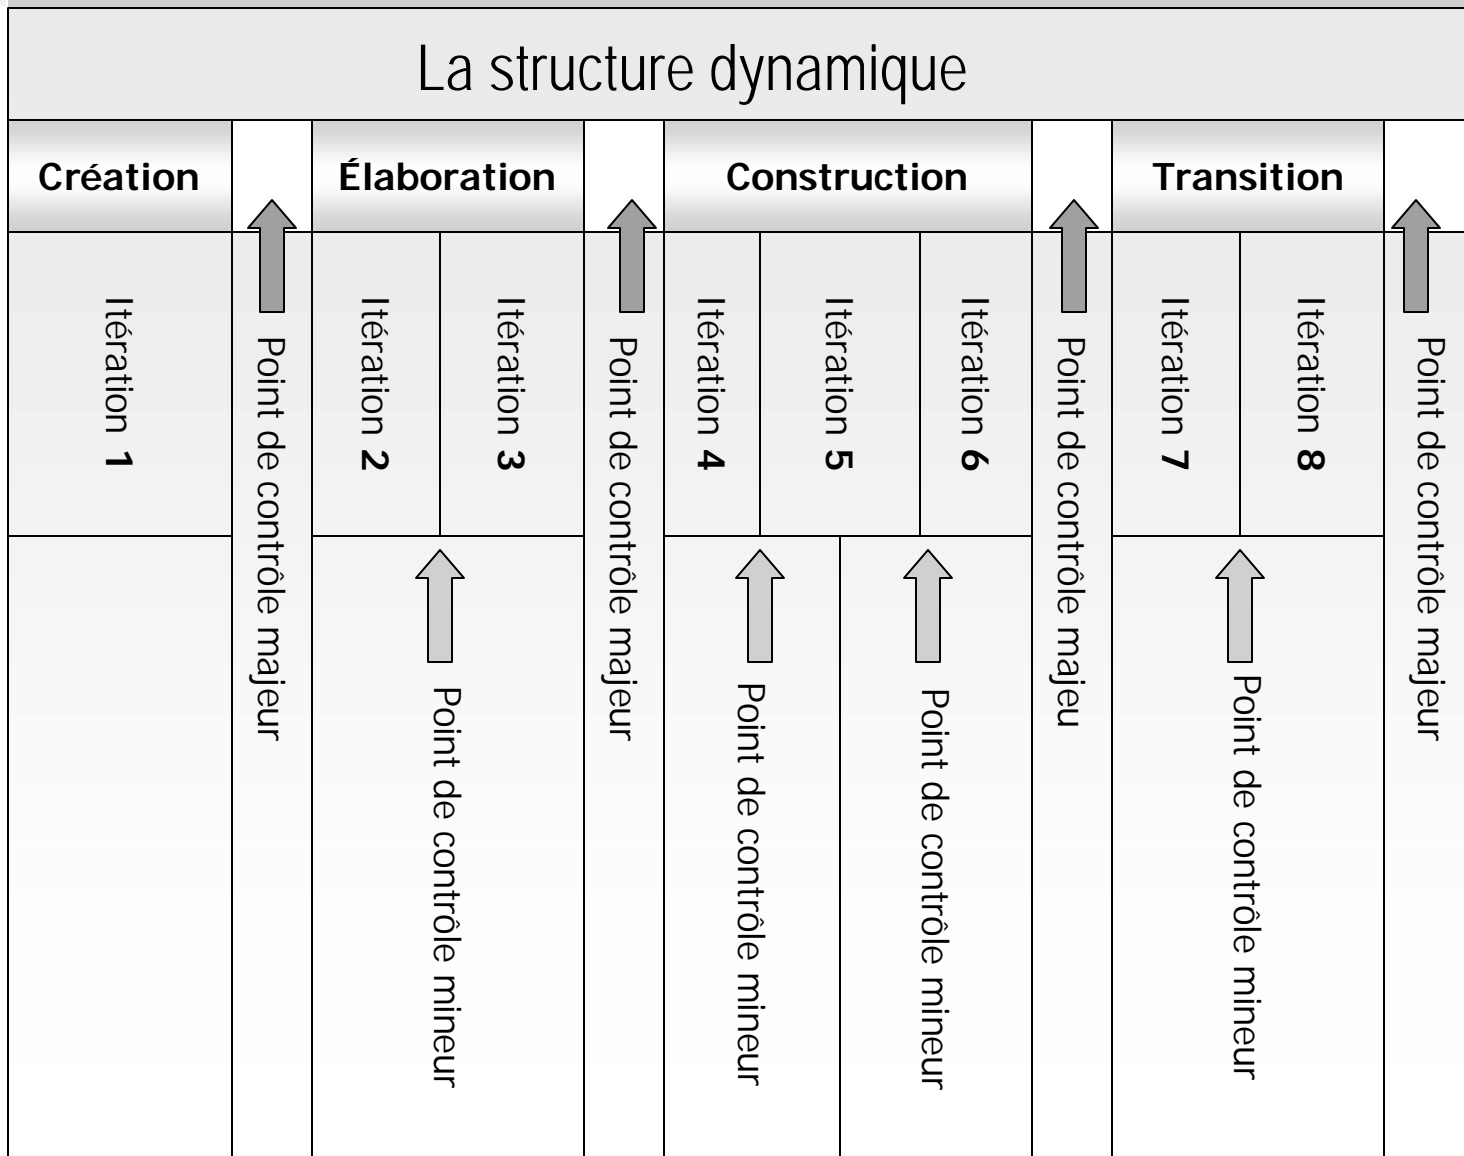 La structure dynamique
Création
Élaboration
Construction
Transition
Itération 1
Point de contrôle majeur
Itération 2
Itération 3
Point de contrôle majeur
Itération 4
Itération 5
Itération 6
Point de contrôle majeu
Itération 7
Itération 8
Point de contrôle majeur
Point de contrôle mineur
Point de contrôle mineur
Point de contrôle mineur
Point de contrôle mineur